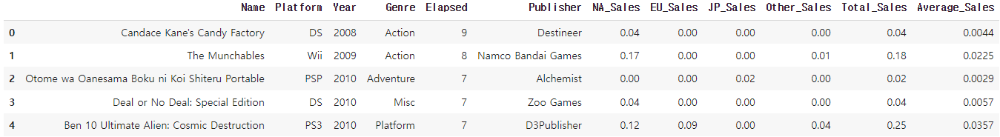 Name Platform Year Genre Elapsed Publisher NA_Sales EU_Sales JP_Sales Other_Sales Total_Sales Average_Sales
0 Candace Kane's Candy Factory DS 2008 Action 9 Destineer 0.04 0.00 0.00 0.00 0.04 0.0044
1 The Munchables Wii 2009 Action 8 Namco Bandai Games 0.17 0.00 0.00 0.01 0.18 0.0225
2 Otome wa Oanesama Boku ni Koi Shiteru Portable PSP 2010 Adventure 7 Alchemist 0.00 0.00 0.02 0.00 0.02 0.0029
3 Deal or No Deal: Special Edition DS 2010 Misc 7 Zoo Games 0.04 0.00 0.00 0.00 0.04 0.0057
4 Ben 10 Ultimate Alien: Cosmic Destruction PS3 2010 Platform 7 D3Publisher 0.12 0.09 0.00 0.04 0.25 0.0357